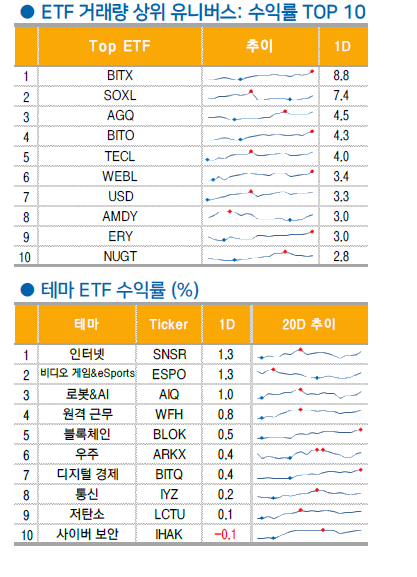 ● ETF 거래량 상위 유니버스: 수익률 TOP 10
Top ETF 추이 1D
1 BITX 8.8
2 SOXL 7.4
3 AGQ 4.5
4 BITO 4.3
5 TECL 4.0
6 WEBL 3.4
7 USD 3.3
8 AMDY 3.0
9 ERY 3.0
10 NUGT 2.8
● 테마 ETF 수익률 (%)
테마 Ticker 1D 20D 추이
1 인터넷 SNSR 1.3
2 비디오 게임&eSports ESPO 1.3
3 로봇&AI AIQ 1.0
4 원격 근무 WFH 0.8
5 블록체인 BLOK 0.5
6 우주 ARKX 0.4
7 디지털 경제 BITQ 0.4
8 통신 IYZ 0.2
9 저탄소 LCTU 0.1
10 사이버 보안 IHAK -0.1